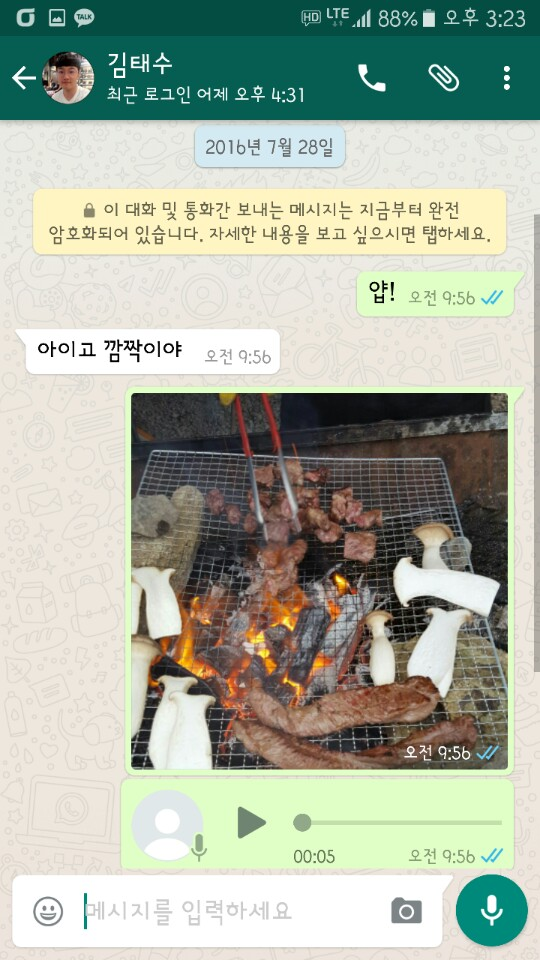 TALK HD LTE 88% 오후 3:23
김태수
최근 로그인 어제 오후 4:31
2016년 7월 28일
이 대화 및 통화간 보내는 메시지는 지금부터 완전
암호화되어 있습니다. 자세한 내용을 보고 싶으시면 탭하세요.
얍! 오전 9:56
아이고 깜짝이야 오전 9:56
오전 9:56
00:05 오전 9:56
메시지를 입력하세요